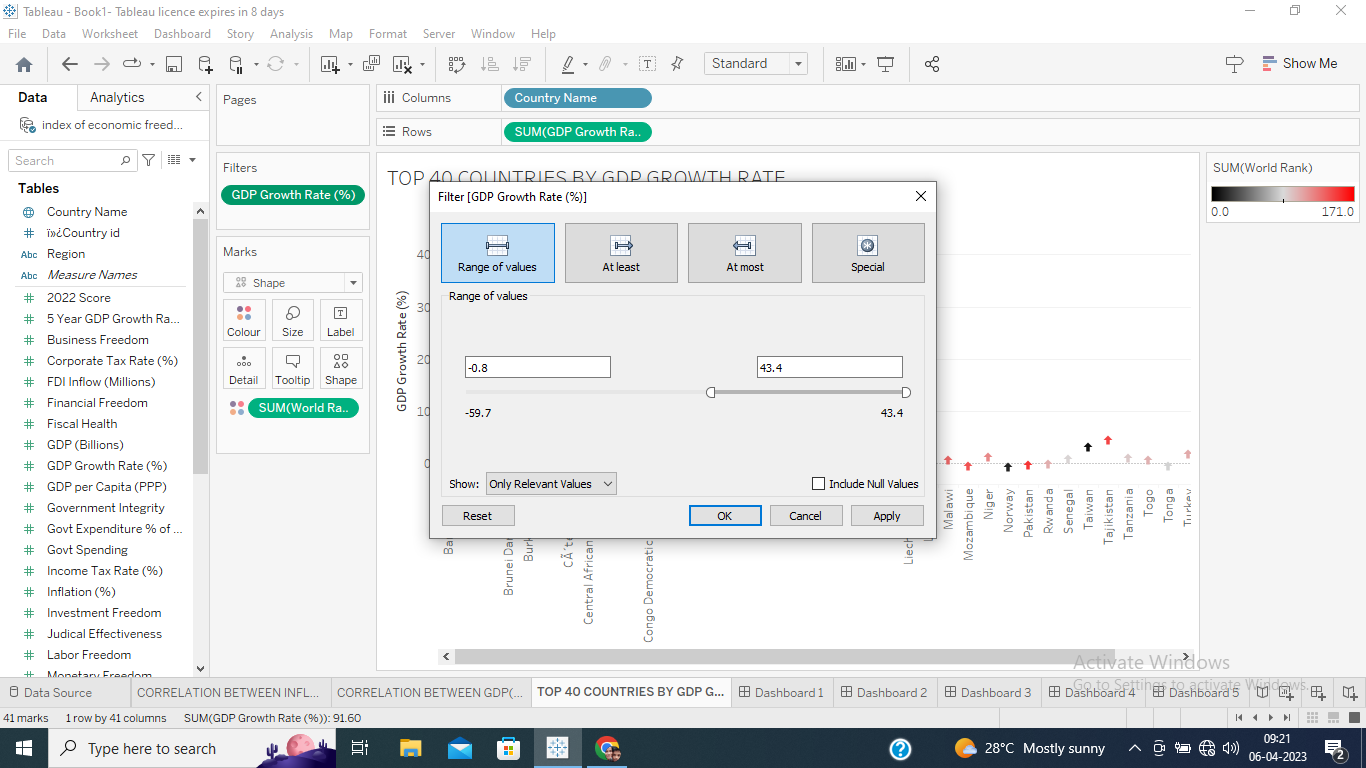 Tableau - Book1- Tableau licence expires in 8 days
File Data Worksheet Dashboard Story Analysis Map Format Server Window Help
Standard
Show Me
Data Analytics
index of economic freed...
Search
Tables
Country Name
ï»¿Country id
Abc Region
Abc Measure Names
2022 Score
5 Year GDP Growth Ra...
Business Freedom
Corporate Tax Rate (%)
FDI Inflow (Millions)
Financial Freedom
Fiscal Health
GDP (Billions)
GDP Growth Rate (%)
GDP per Capita (PPP)
Government Integrity
Govt Expenditure % of ...
Govt Spending
Income Tax Rate (%)
Inflation (%)
Investment Freedom
Judical Effectiveness
Labor Freedom
Monetary Freedom
Pages
Filters
GDP Growth Rate (%)
Marks
Shape
Colour Size Label
Detail Tooltip Shape
SUM(World Ra..
Columns Country Name
Rows SUM(GDP Growth Ra..
TOP 40 COUNTRIES BY GDP GROWTH RATE
GDP Growth Rate (%)
40
30
20
10
0
Filter [GDP Growth Rate (%)]
Range of values At least At most Special
Range of values
-0.8 43.4
-59.7 43.4
Show: Only Relevant Values Include Null Values
Reset OK Cancel Apply
Brunei Dar
Burk
CÃ´te
Central African
Congo Democratic
Liech
Malawi
Mozambique
Niger
Norway
Pakistan
Rwanda
Senegal
Taiwan
Tajikistan
Tanzania
Togo
Tonga
Turkey
SUM(World Rank)
0.0 171.0
Activate Windows
Go to Settings to activate Windows.
Data Source CORRELATION BETWEEN INFL... CORRELATION BETWEEN GDP(... TOP 40 COUNTRIES BY GDP G... Dashboard 1 Dashboard 2 Dashboard 3 Dashboard 4 Dashboard 5
41 marks 1 row by 41 columns SUM(GDP Growth Rate (%)): 91.60
Type here to search
28°C Mostly sunny
09:21
06-04-2023
2